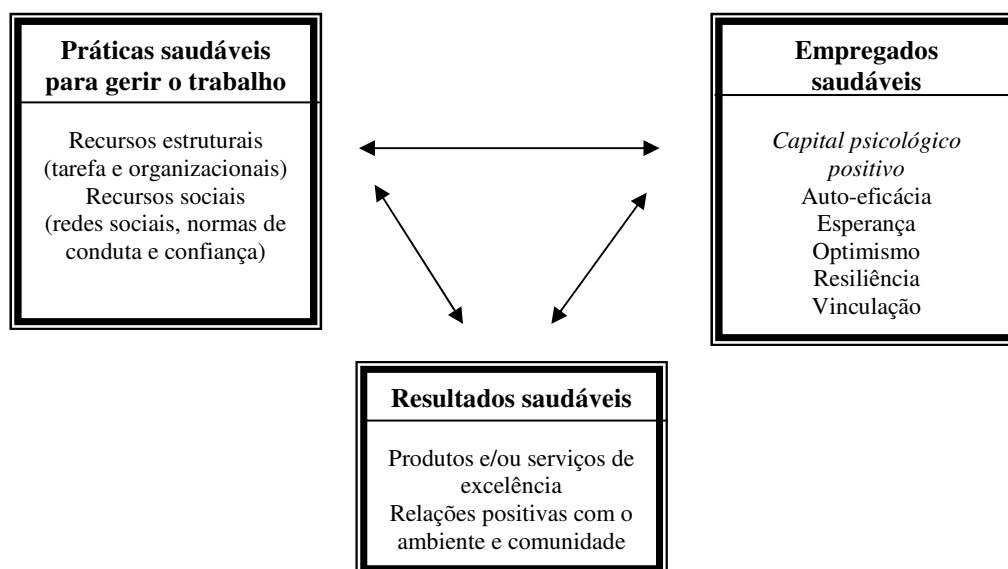 Práticas saudáveis
para gerir o trabalho
Recursos estruturais
(tarefa e organizacionais)
Recursos sociais
(redes sociais, normas de
conduta e confiança)
Empregados
saudáveis
Capital psicológico
positivo
Auto-eficácia
Esperança
Optimismo
Resiliência
Vinculação
Resultados saudáveis
Produtos e/ou serviços de
excelência
Relações positivas com o
ambiente e comunidade